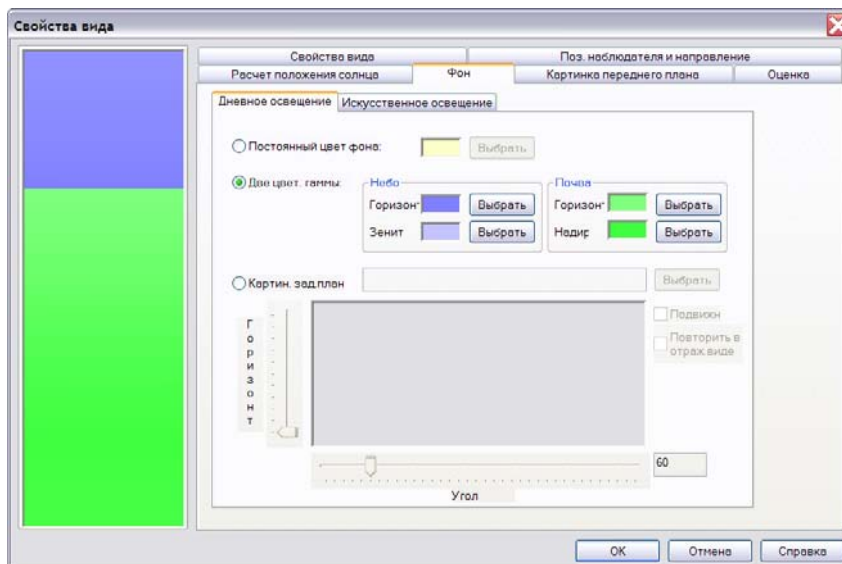 Свойства вида
Свойства вида
Поз. наблюдателя и направление
Расчет положения солнца
Фон
Картинка переднего плана
Оценка
Дневное освещение
Искусственное освещение
Постоянный цвет фона:
Выбрать
Две цвет. гаммы:
Небо
Почва
Горизон
Выбрать
Горизон
Выбрать
Зенит
Выбрать
Надир
Выбрать
Картин. зад.план
Выбрать
Горизонт
Подвижн
Повторить в
отраж.виде
60
Угол
OK
Отмена
Справка